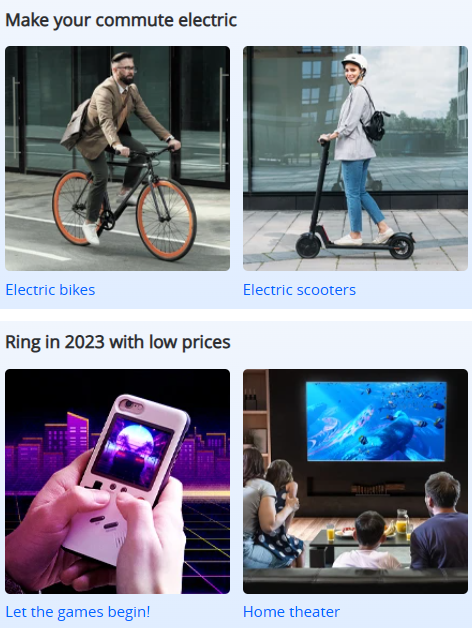 Make your commute electric
Electric bikes
Electric scooters
Ring in 2023 with low prices
Let the games begin!
Home theater